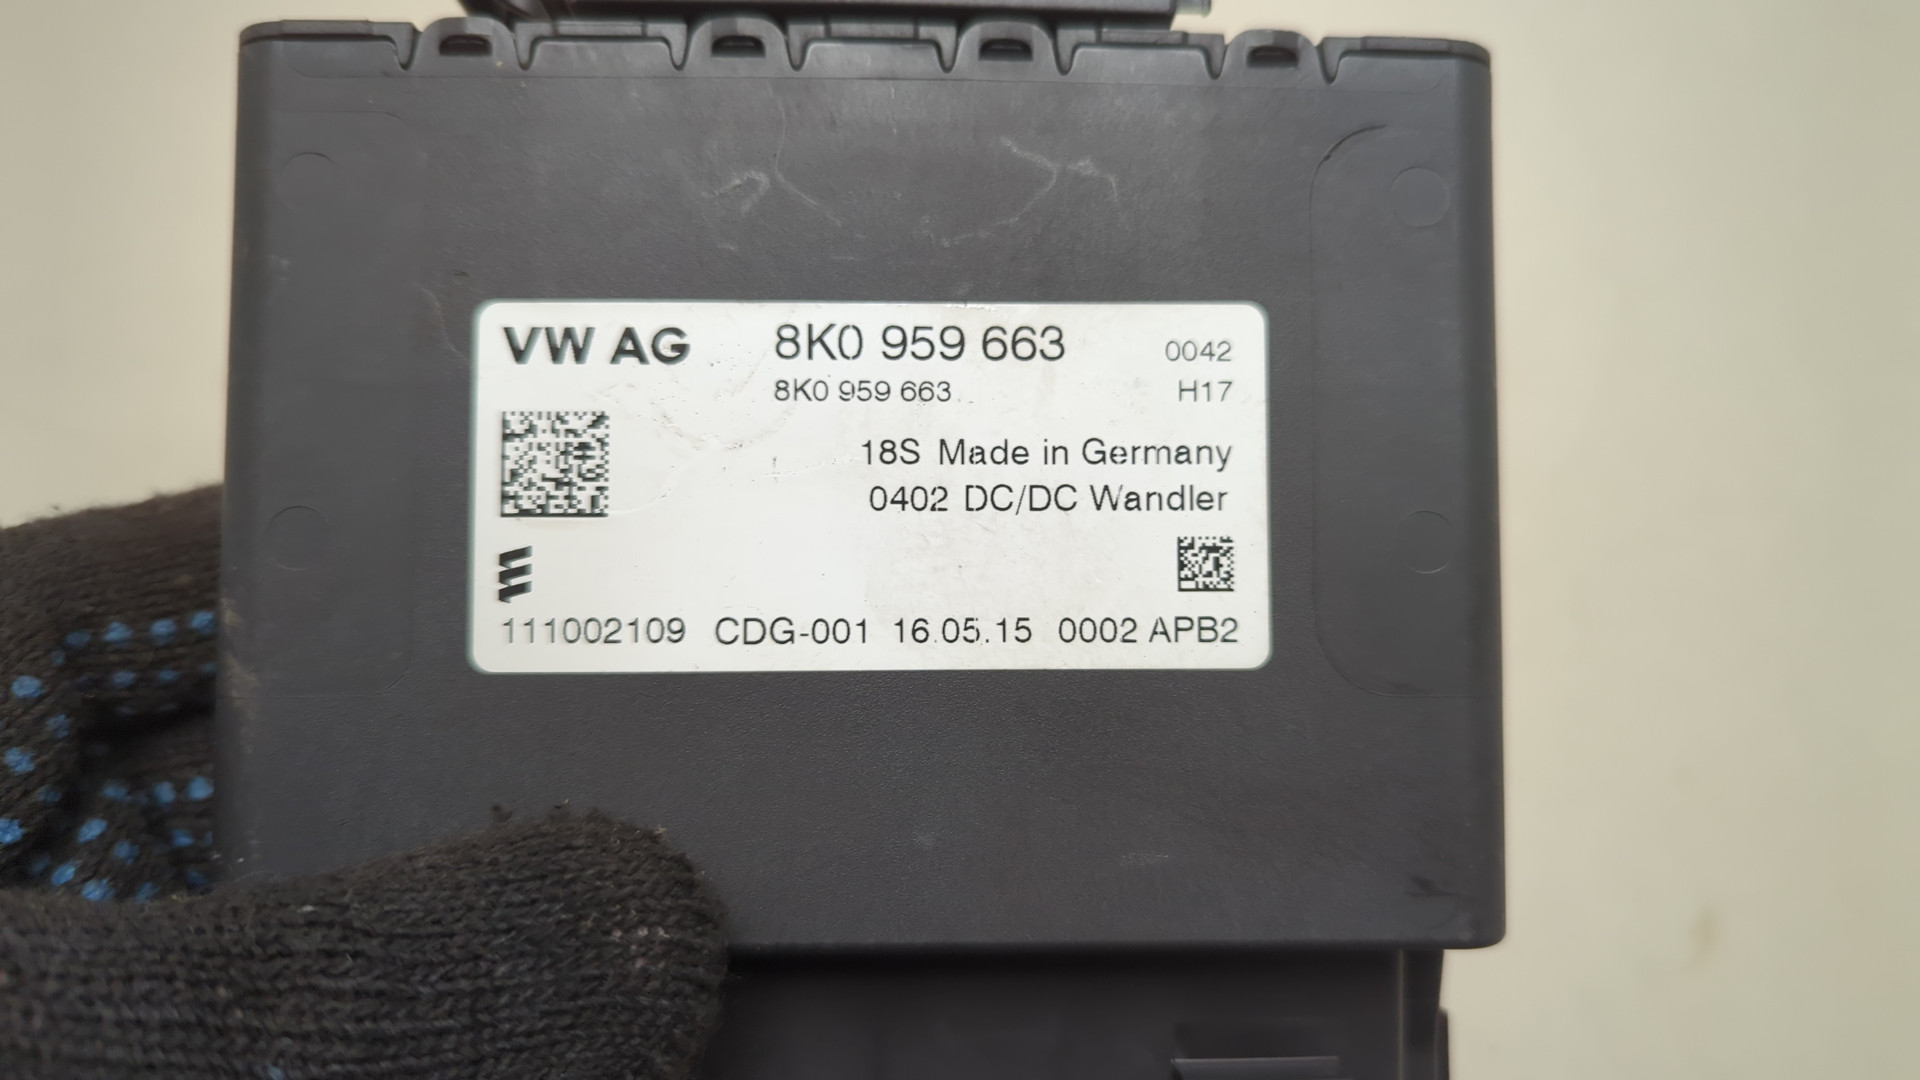 VW AG 8K0 959 663 0042
8K0 959 663 H17
18S Made in Germany
0402 DC/DC Wandler
111002109 CDG-001 16.05.15 0002 APB2